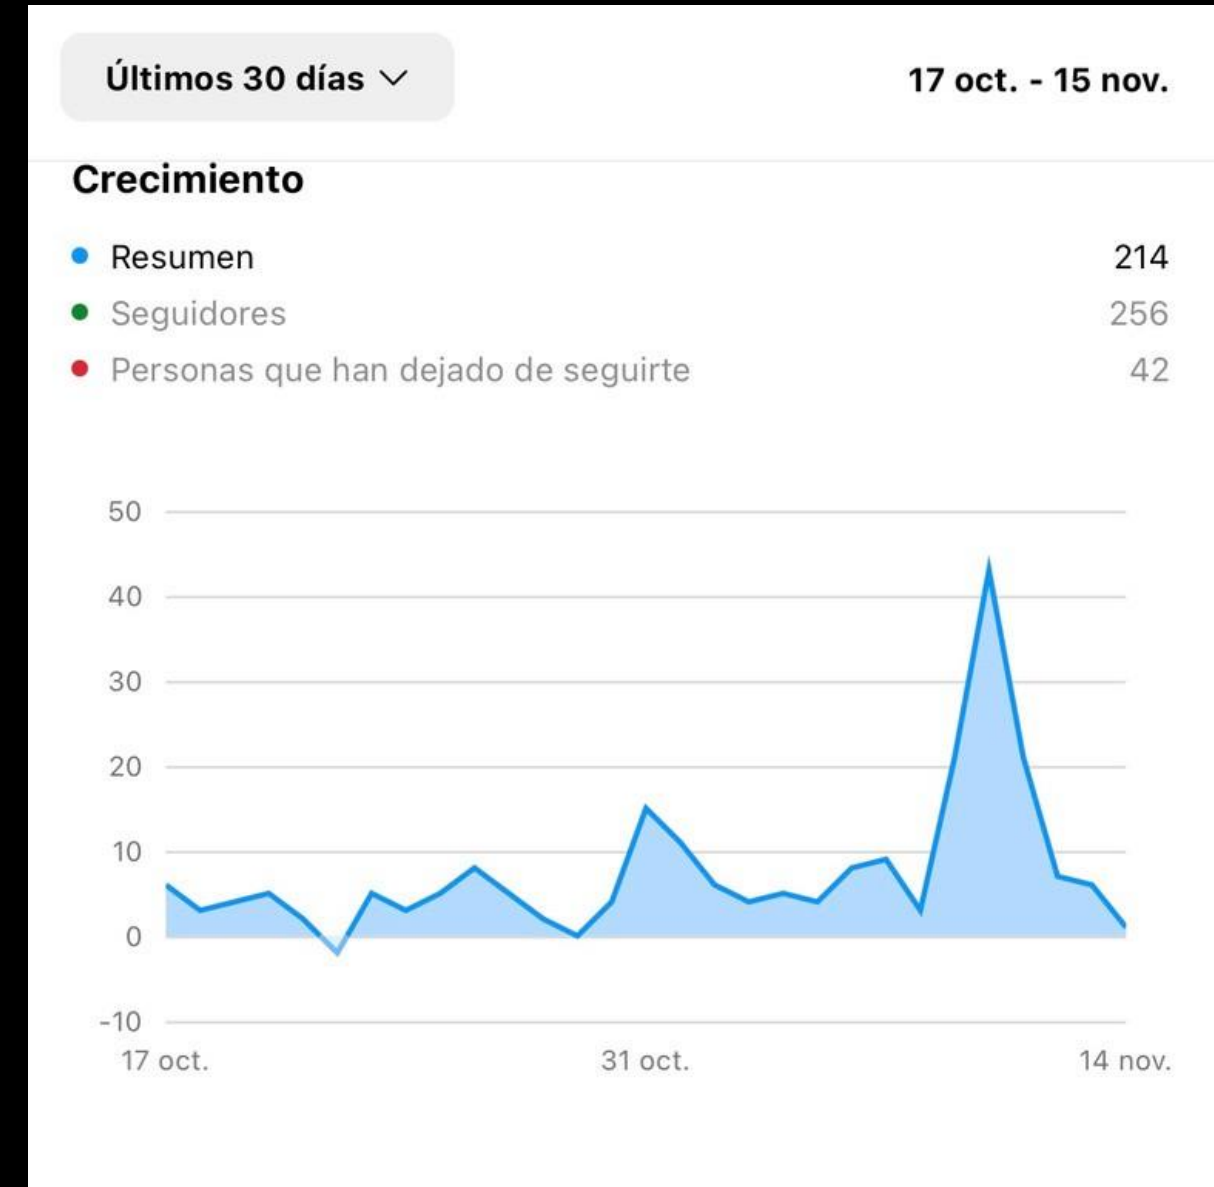 Últimos 30 días
17 oct. - 15 nov.
Crecimiento
Resumen 214
Seguidores 256
Personas que han dejado de seguirte 42
50
40
30
20
10
0
-10
17 oct. 31 oct. 14 nov.